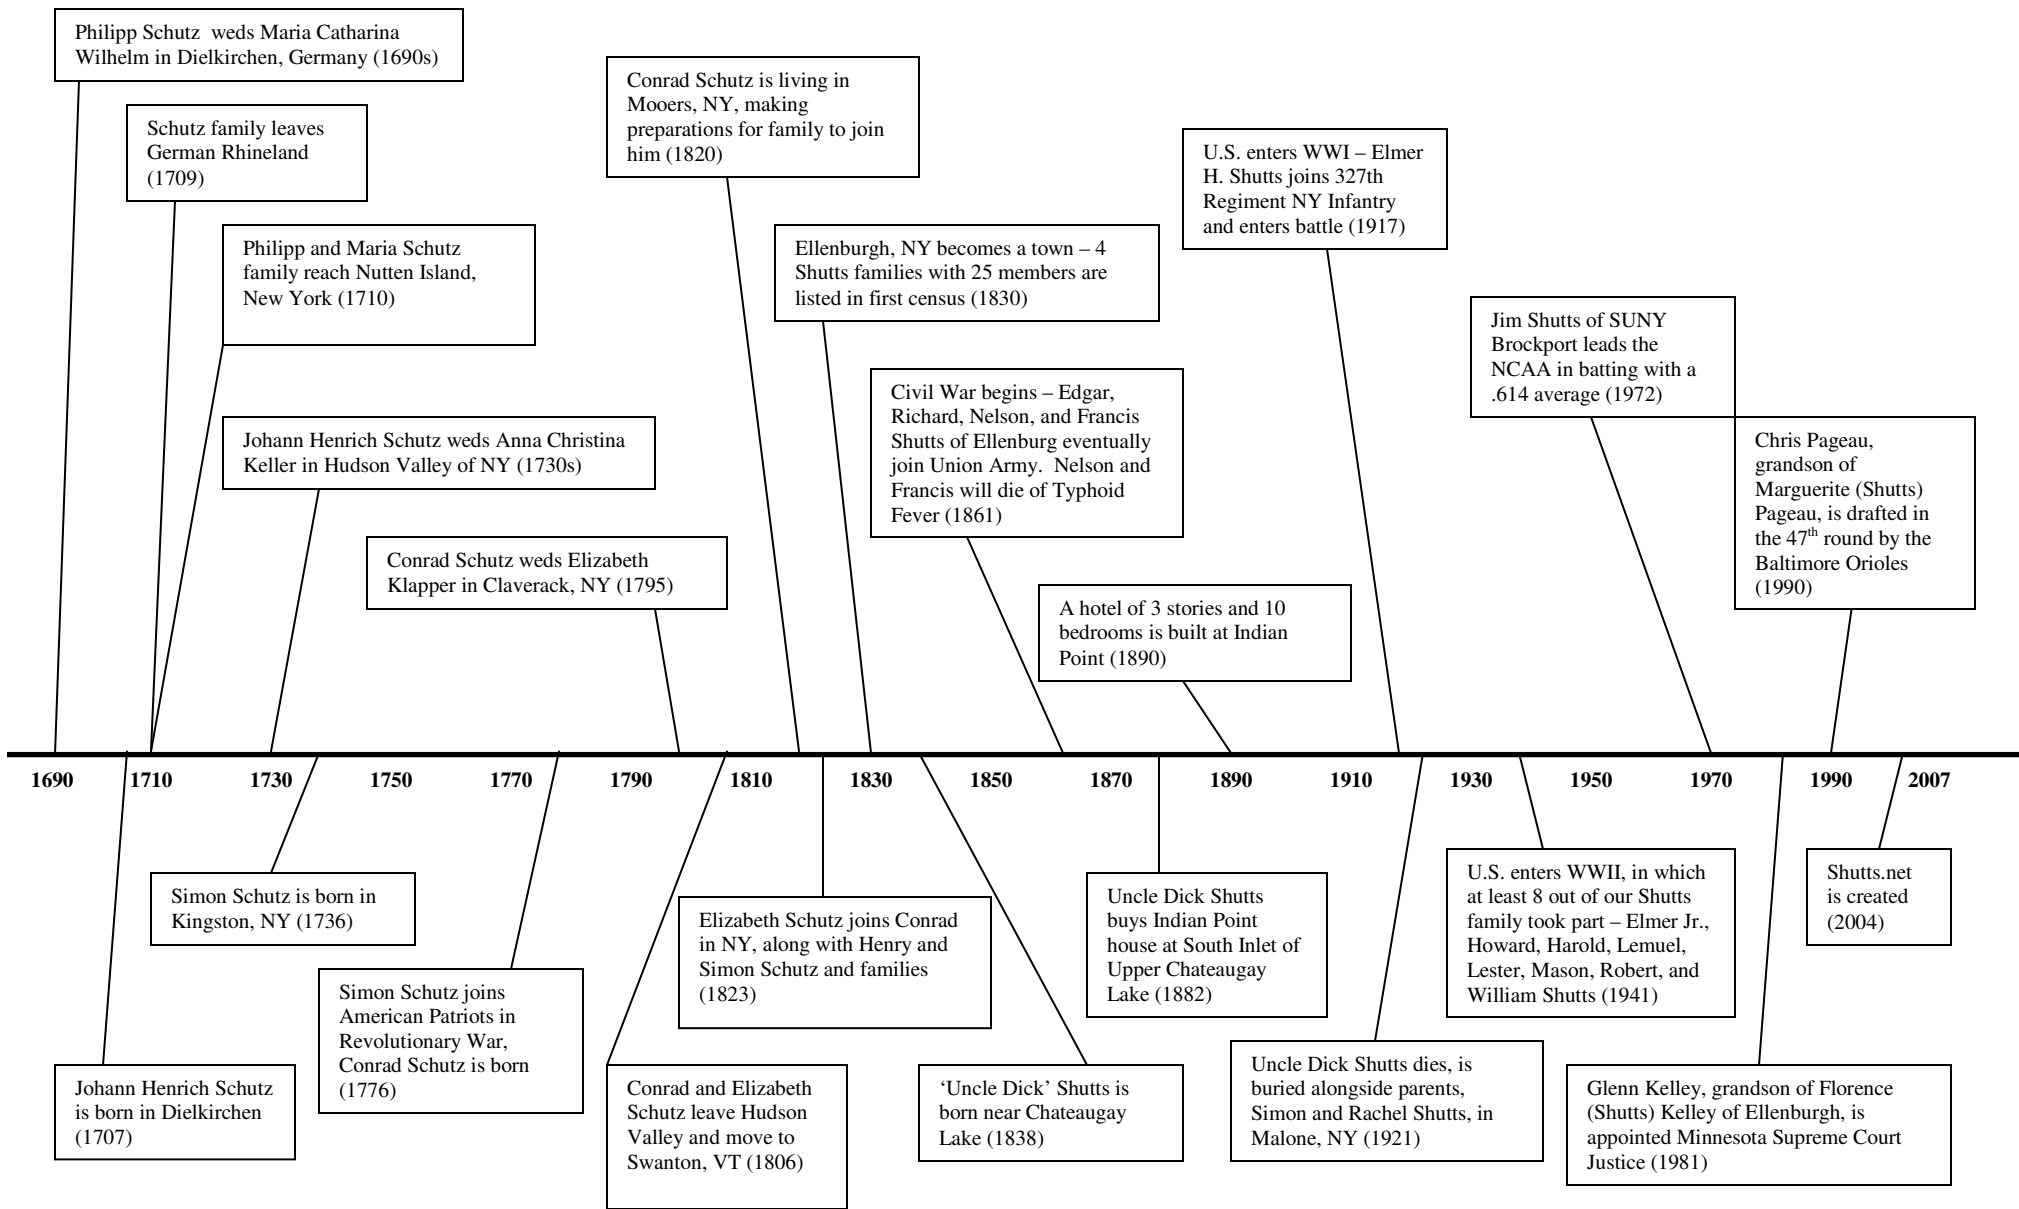 Philipp Schutz  weds Maria Catharina
Wilhelm in Dielkirchen, Germany (1690s)
Schutz family leaves
German Rhineland
(1709)
Philipp and Maria Schutz
family reach Nutten Island,
New York (1710)
Johann Henrich Schutz weds Anna Christina
Keller in Hudson Valley of NY (1730s)
Conrad Schutz weds Elizabeth
Klapper in Claverack, NY (1795)
Conrad Schutz is living in
Mooers, NY, making
preparations for family to join
him (1820)
Ellenburgh, NY becomes a town – 4
Shutts families with 25 members are
listed in first census (1830)
Civil War begins – Edgar,
Richard, Nelson, and Francis
Shutts of Ellenburg eventually
join Union Army.  Nelson and
Francis will die of Typhoid
Fever (1861)
A hotel of 3 stories and 10
bedrooms is built at Indian
Point (1890)
U.S. enters WWI – Elmer
H. Shutts joins 327th
Regiment NY Infantry
and enters battle (1917)
Jim Shutts of SUNY
Brockport leads the
NCAA in batting with a
.614 average (1972)
Chris Pageau,
grandson of
Marguerite (Shutts)
Pageau, is drafted in
the 47th round by the
Baltimore Orioles
(1990)
1690 1710 1730 1750 1770 1790 1810 1830 1850 1870 1890 1910 1930 1950 1970 1990 2007
Johann Henrich Schutz
is born in Dielkirchen
(1707)
Simon Schutz is born in
Kingston, NY (1736)
Simon Schutz joins
American Patriots in
Revolutionary War,
Conrad Schutz is born
(1776)
Conrad and Elizabeth
Schutz leave Hudson
Valley and move to
Swanton, VT (1806)
Elizabeth Schutz joins Conrad
in NY, along with Henry and
Simon Schutz and families
(1823)
‘Uncle Dick’ Shutts is
born near Chateaugay
Lake (1838)
Uncle Dick Shutts
buys Indian Point
house at South Inlet of
Upper Chateaugay
Lake (1882)
Uncle Dick Shutts dies, is
buried alongside parents,
Simon and Rachel Shutts, in
Malone, NY (1921)
U.S. enters WWII, in which
at least 8 out of our Shutts
family took part – Elmer Jr.,
Howard, Harold, Lemuel,
Lester, Mason, Robert, and
William Shutts (1941)
Glenn Kelley, grandson of Florence
(Shutts) Kelley of Ellenburgh, is
appointed Minnesota Supreme Court
Justice (1981)
Shutts.net
is created
(2004)